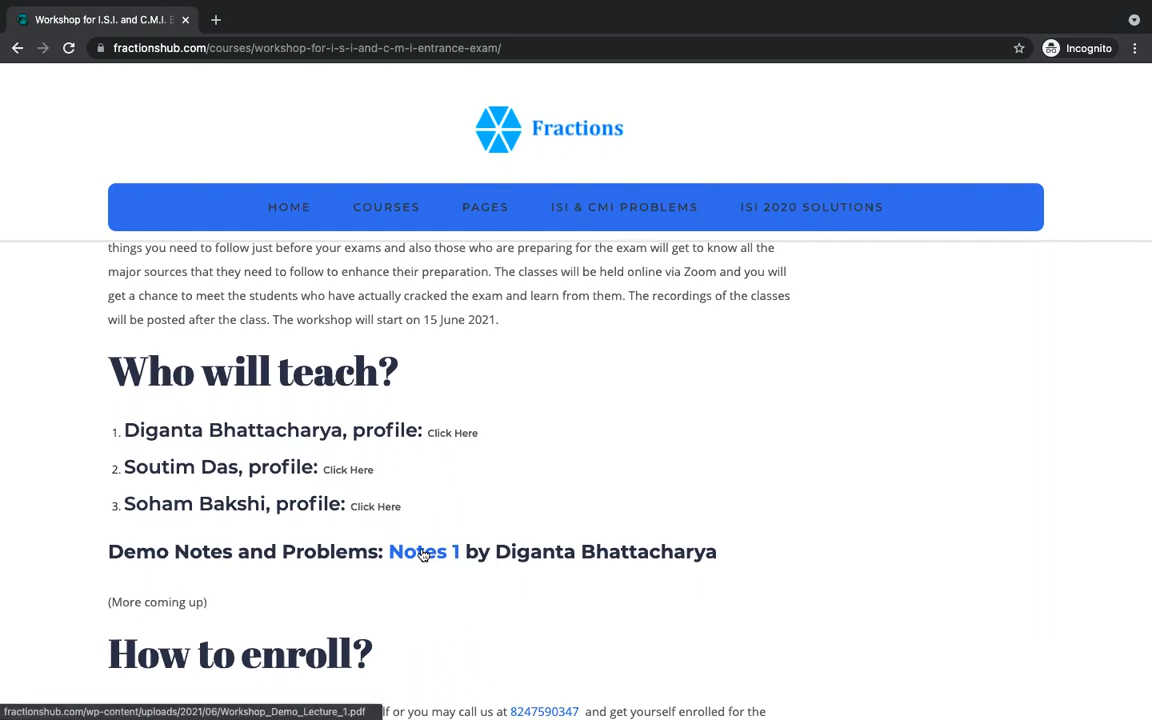 Workshop for I.S.I. and C.M.I. E
fractionshub.com/courses/workshop-for-i-s-i-and-c-m-i-entrance-exam/
Incognito
Fractions
HOME COURSES PAGES ISI & CMI PROBLEMS ISI 2020 SOLUTIONS
things you need to follow just before your exams and also those who are preparing for the exam will get to know all the
major sources that they need to follow to enhance their preparation. The classes will be held online via Zoom and you will
get a chance to meet the students who have actually cracked the exam and learn from them. The recordings of the classes
will be posted after the class. The workshop will start on 15 June 2021.
Who will teach?
1. Diganta Bhattacharya, profile: Click Here
2. Soutim Das, profile: Click Here
3. Soham Bakshi, profile: Click Here
Demo Notes and Problems: Notes 1 by Diganta Bhattacharya
(More coming up)
How to enroll?
lf or you may call us at 8247590347 and get yourself enrolled for the
fractionshub.com/wp-content/uploads/2021/06/Workshop_Demo_Lecture_1.pdf